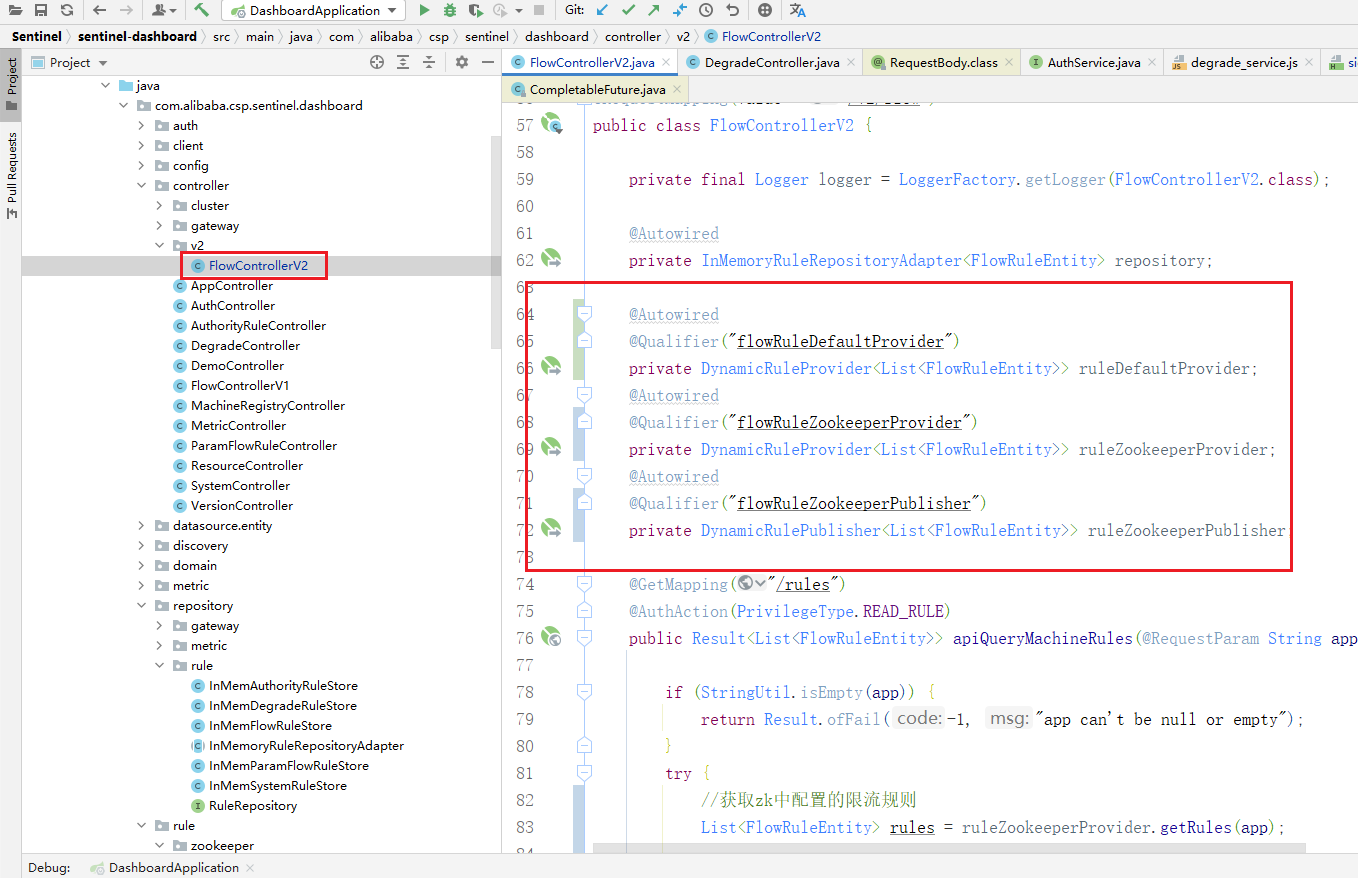 DashboardApplication
Git:
Sentinel
sentinel-dashboard
src
main
java
com
alibaba
csp
sentinel
dashboard
controller
v2
FlowControllerV2
Project
Pull Requests
Project
java
com.alibaba.csp.sentinel.dashboard
auth
client
config
controller
cluster
gateway
v2
FlowControllerV2
AppController
AuthController
AuthorityRuleController
DegradeController
DemoController
FlowControllerV1
MachineRegistryController
MetricController
ParamFlowRuleController
ResourceController
SystemController
VersionController
datasource.entity
discovery
domain
metric
repository
gateway
metric
rule
InMemAuthorityRuleStore
InMemDegradeRuleStore
InMemFlowRuleStore
InMemoryRuleRepositoryAdapter
InMemParamFlowRuleStore
InMemSystemRuleStore
RuleRepository
rule
zookeeper
FlowControllerV2.java
DegradeController.java
RequestBody.class
AuthService.java
degrade_service.js
CompletableFuture.java
57 public class FlowControllerV2 {
58
59 private final Logger logger = LoggerFactory.getLogger(FlowControllerV2.class);
60
61 @Autowired
62 private InMemoryRuleRepositoryAdapter<FlowRuleEntity> repository;
63
64 @Autowired
65 @Qualifier("flowRuleDefaultProvider")
66 private DynamicRuleProvider<List<FlowRuleEntity>> ruleDefaultProvider;
67 @Autowired
68 @Qualifier("flowRuleZookeeperProvider")
69 private DynamicRuleProvider<List<FlowRuleEntity>> ruleZookeeperProvider;
70 @Autowired
71 @Qualifier("flowRuleZookeeperPublisher")
72 private DynamicRulePublisher<List<FlowRuleEntity>> ruleZookeeperPublisher;
73
74 @GetMapping("/rules")
75 @AuthAction(PrivilegeType.READ_RULE)
76 public Result<List<FlowRuleEntity>> apiQueryMachineRules(@RequestParam String app
77
78 if (StringUtil.isEmpty(app)) {
79 return Result.ofFail( code: -1, msg: "app can't be null or empty");
80 }
81 try {
82 //获取zk中配置的限流规则
83 List<FlowRuleEntity> rules = ruleZookeeperProvider.getRules(app);
Debug:
DashboardApplication